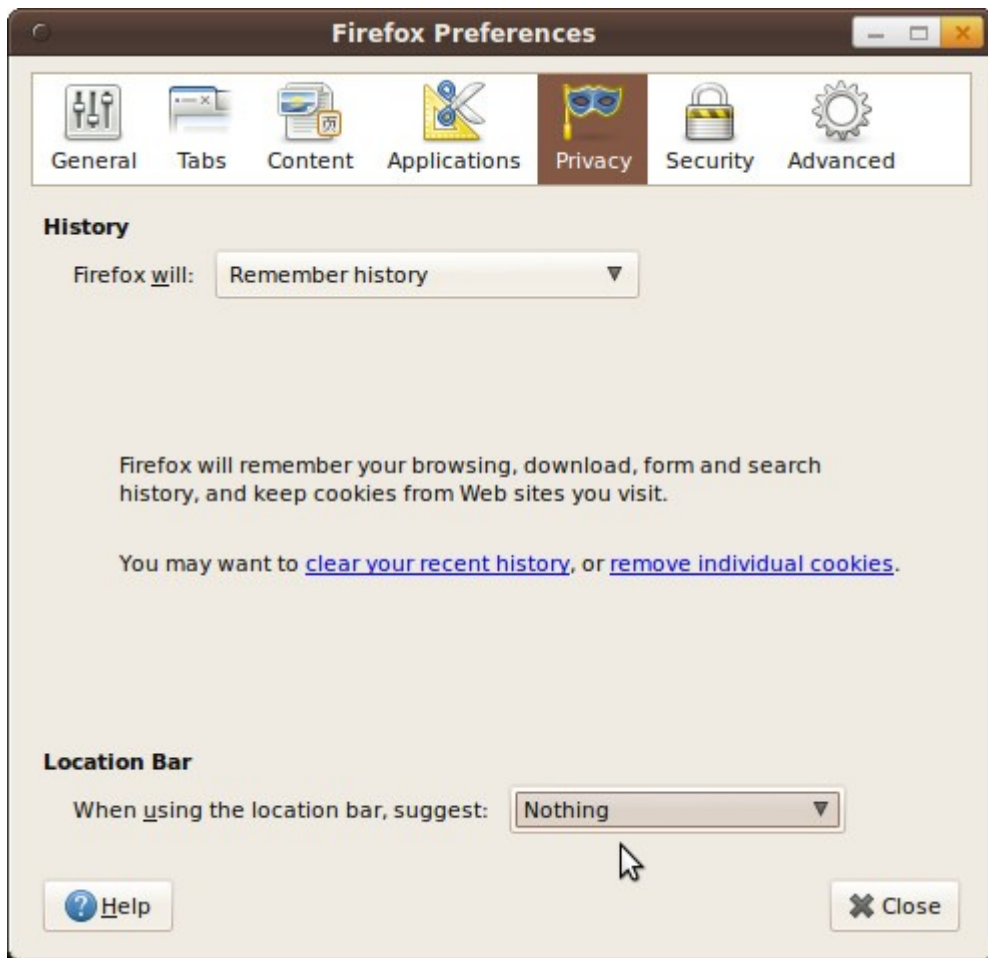 Firefox Preferences
General Tabs Content Applications Privacy Security Advanced
History
Firefox will: Remember history
Firefox will remember your browsing, download, form and search
history, and keep cookies from Web sites you visit.
You may want to clear your recent history, or remove individual cookies.
Location Bar
When using the location bar, suggest: Nothing
Help Close